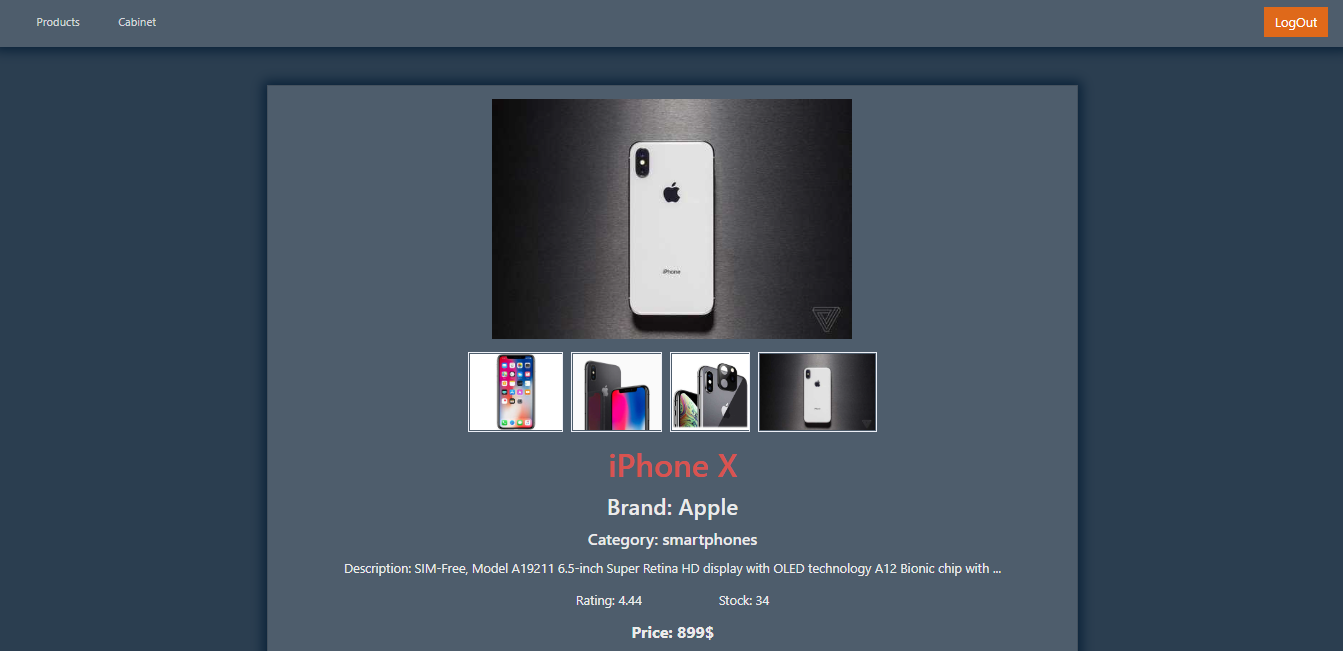 Products Cabinet LogOut
iPhone
iPhone X
Brand: Apple
Category: smartphones
Description: SIM-Free, Model A19211 6.5-inch Super Retina HD display with OLED technology A12 Bionic chip with ...
Rating: 4.44 Stock: 34
Price: 899$